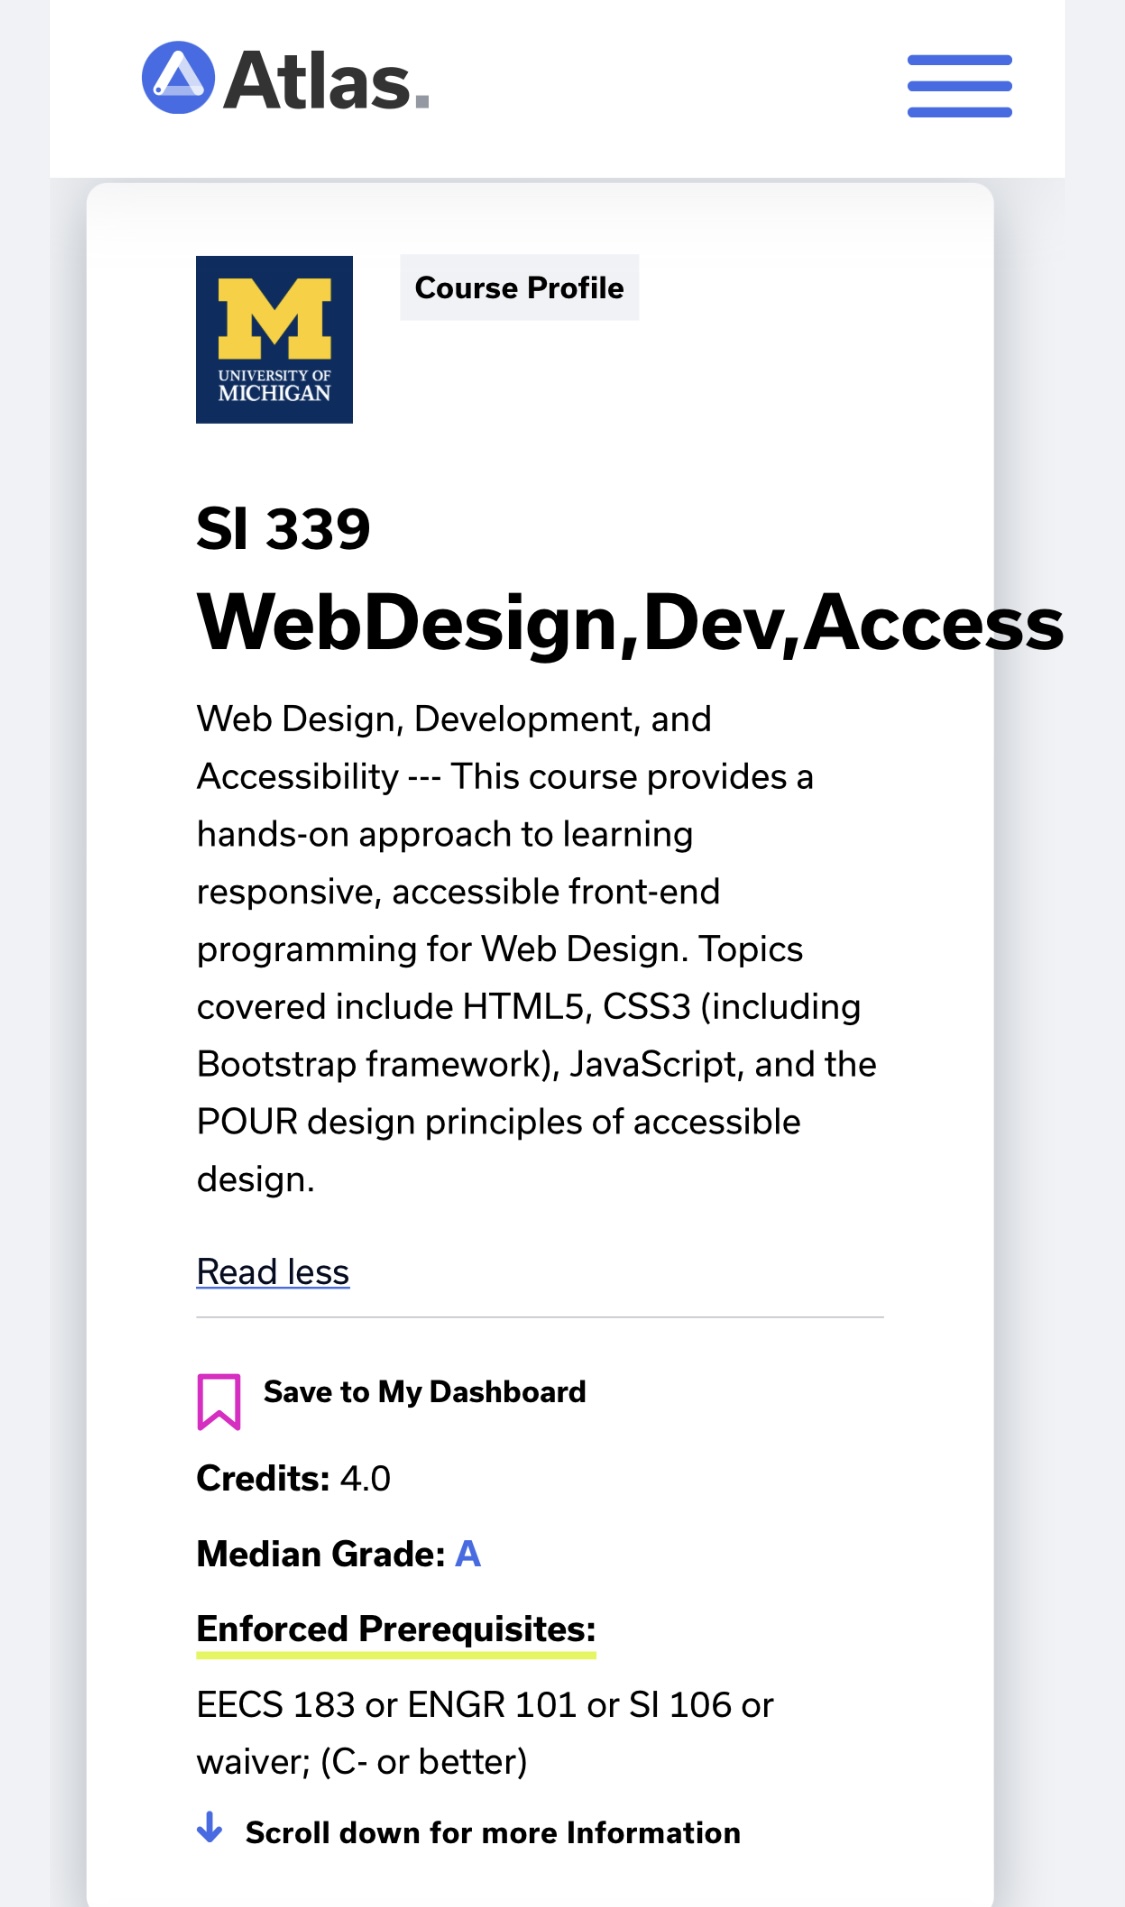 Atlas.
Course Profile
M
UNIVERSITY OF
MICHIGAN
SI 339
WebDesign,Dev,Access
Web Design, Development, and
Accessibility --- This course provides a
hands-on approach to learning
responsive, accessible front-end
programming for Web Design. Topics
covered include HTML5, CSS3 (including
Bootstrap framework), JavaScript, and the
POUR design principles of accessible
design.
Read less
Save to My Dashboard
Credits: 4.0
Median Grade: A
Enforced Prerequisites:
EECS 183 or ENGR 101 or SI 106 or
waiver; (C- or better)
Scroll down for more Information